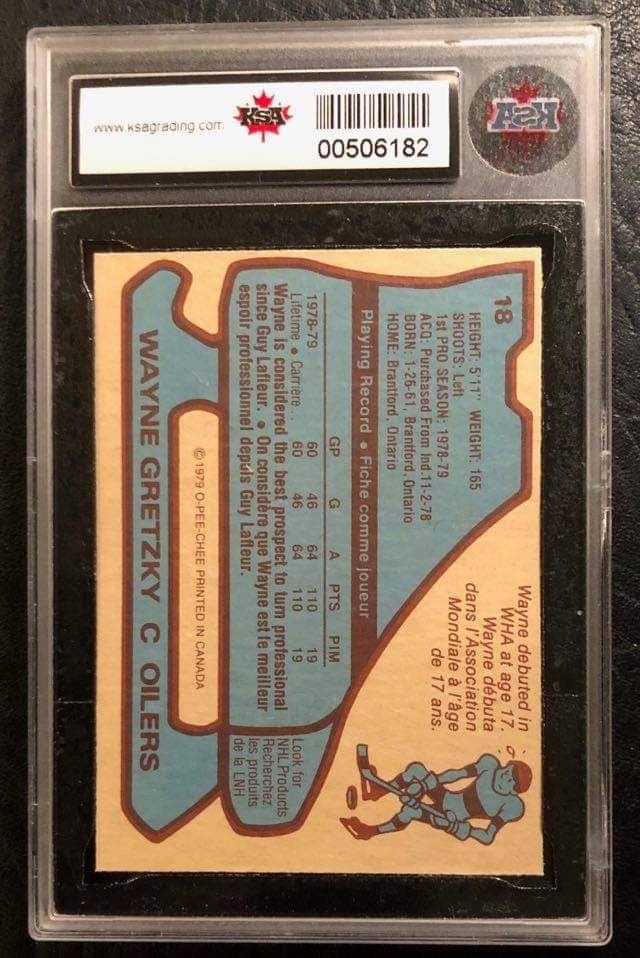 www.ksagrading.com
KSA
00506182
KSA
18
HEIGHT: 5'11" WEIGHT: 165
SHOOTS: Left
1st PRO SEASON: 1978-79
ACQ: Purchased From Ind. 11-2-78
BORN: 1-26-61, Brantford, Ontario
HOME: Brantford, Ontario
Wayne debuted in
WHA at age 17.
Wayne débuta
dans l'Association
Mondiale à l'âge
de 17 ans.
Playing Record • Fiche comme joueur
GP G A PTS PIM
1978-79 60 46 64 110 19
Lifetime • Carrière 60 46 64 110 19
Wayne is considered the best prospect to turn professional
since Guy Lafleur. • On considère que Wayne est le meilleur
espoir professionnel depuis Guy Lafleur.
Look for
NHL Products
Recherchez
les produits
de la LNH
© 1979 O-PEE-CHEE PRINTED IN CANADA
WAYNE GRETZKY C OILERS